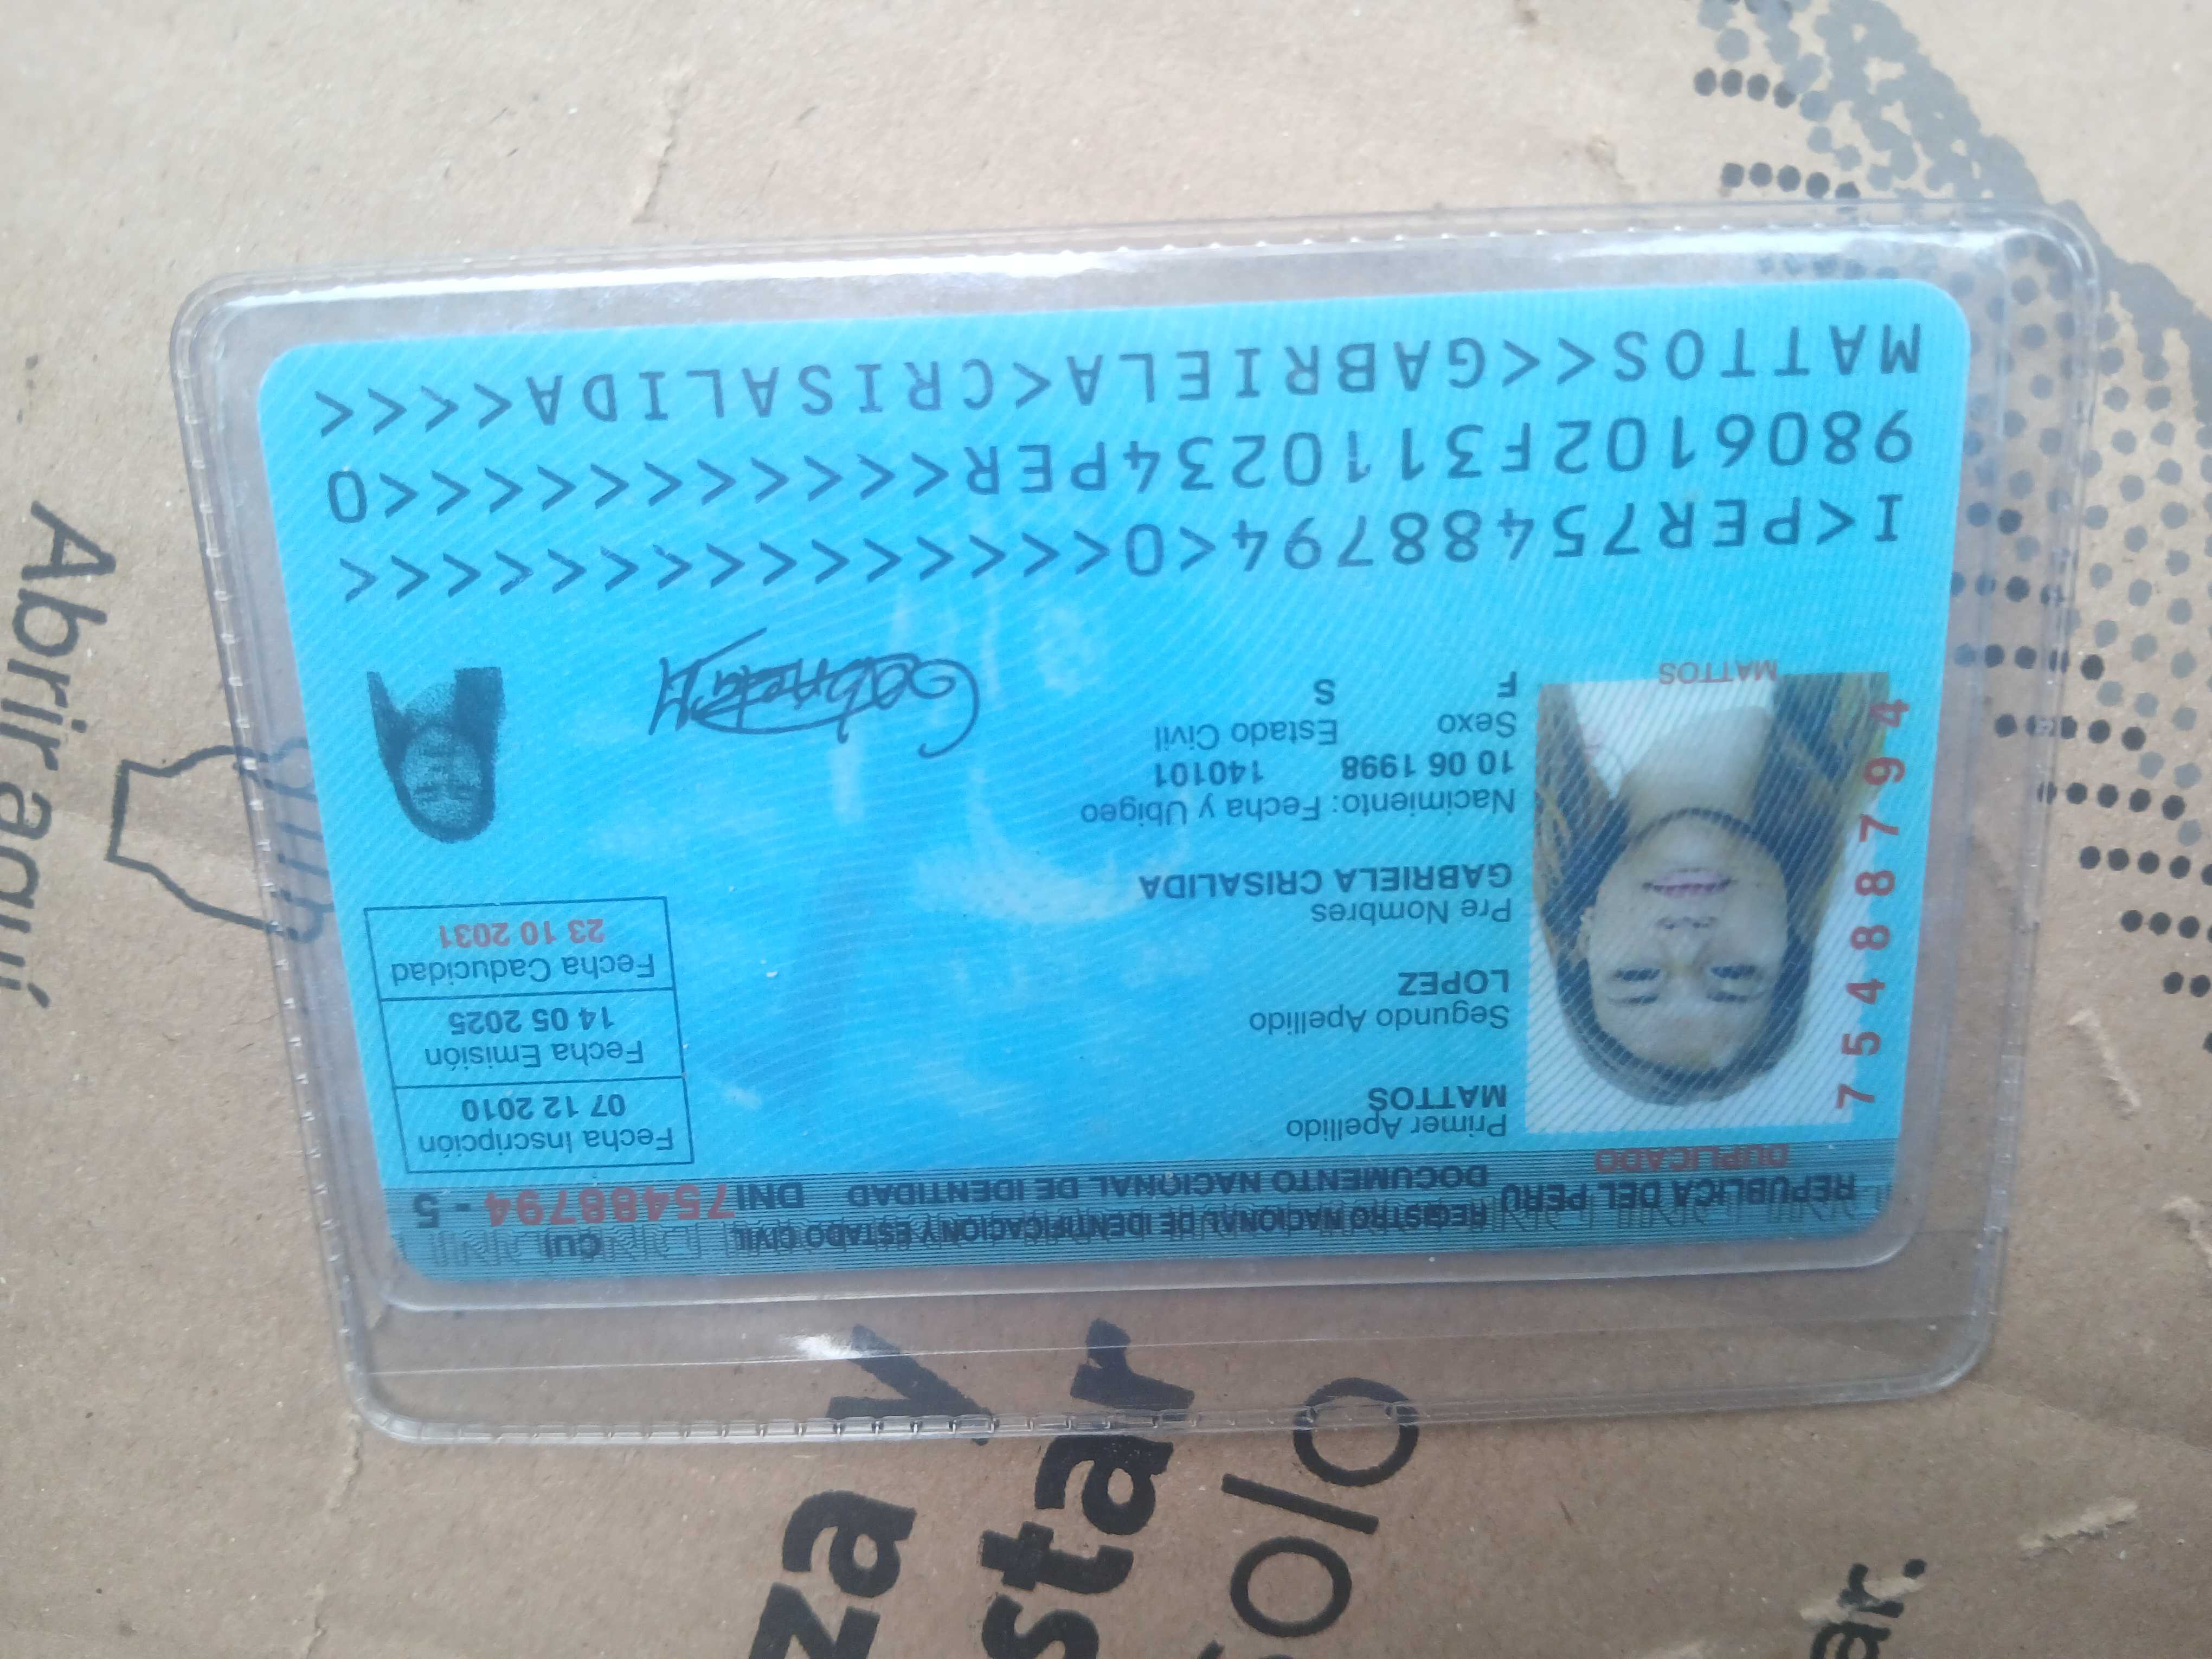 REGISTRO NACIONAL DE IDENTIFICACION Y ESTADO CIVIL
CUI
REPUBLICA DEL PERU
DOCUMENTO NACIONAL DE IDENTIDAD
DNI 75488794 - 5
DUPLICADO
Primer Apellido
MATTOS
Segundo Apellido
LOPEZ
Pre Nombres
GABRIELA CRISALIDA
Nacimiento: Fecha y Ubigeo
10 06 1998 140101
Sexo Estado Civil
F S
Fecha Inscripción
07 12 2010
Fecha Emisión
14 05 2025
Fecha Caducidad
23 10 2031
75488794
MATTOS
I<PER75488794<0<<<<<<<<<<<<<<<
9806102F3110234PER<<<<<<<<<<<0
MATTOS<<GABRIELA<CRISALIDA<<<<
Abrir aquí
za y
star